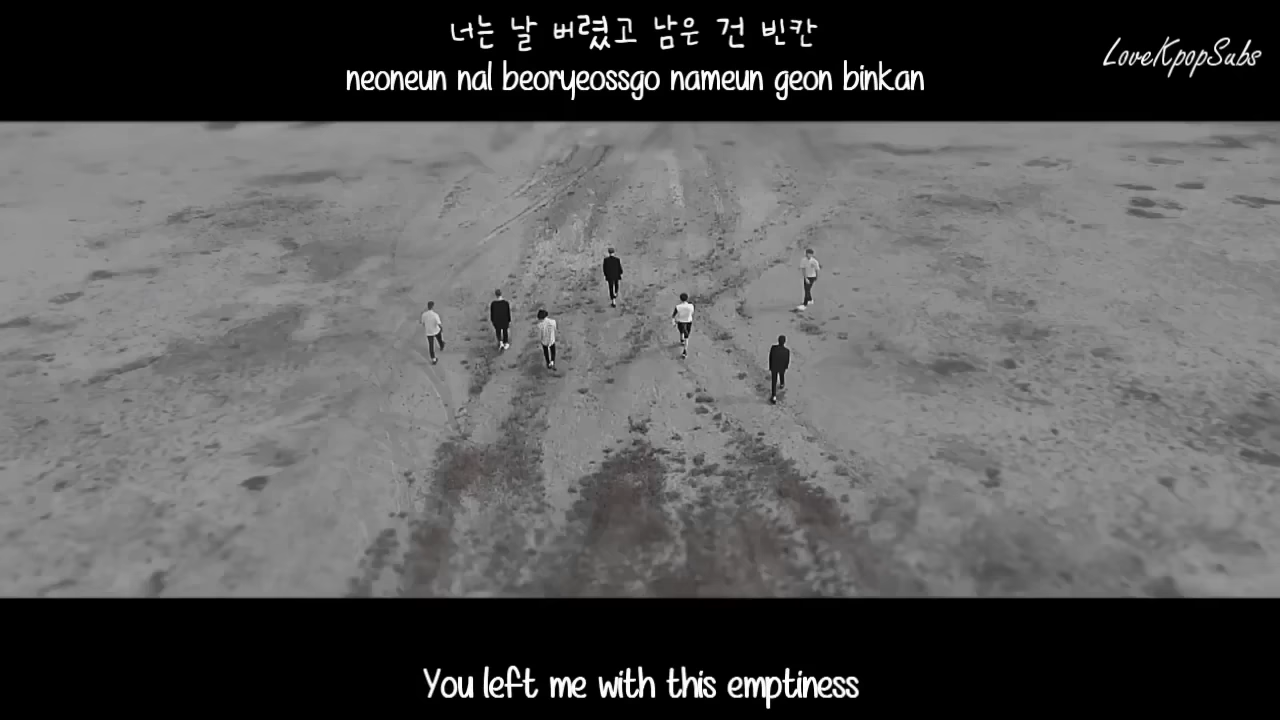 너는 날 버렸고 남은 건 빈칸
neoneun nal beoryeossgo nameun geon binkan
LoveKpopSubs
You left me with this emptiness